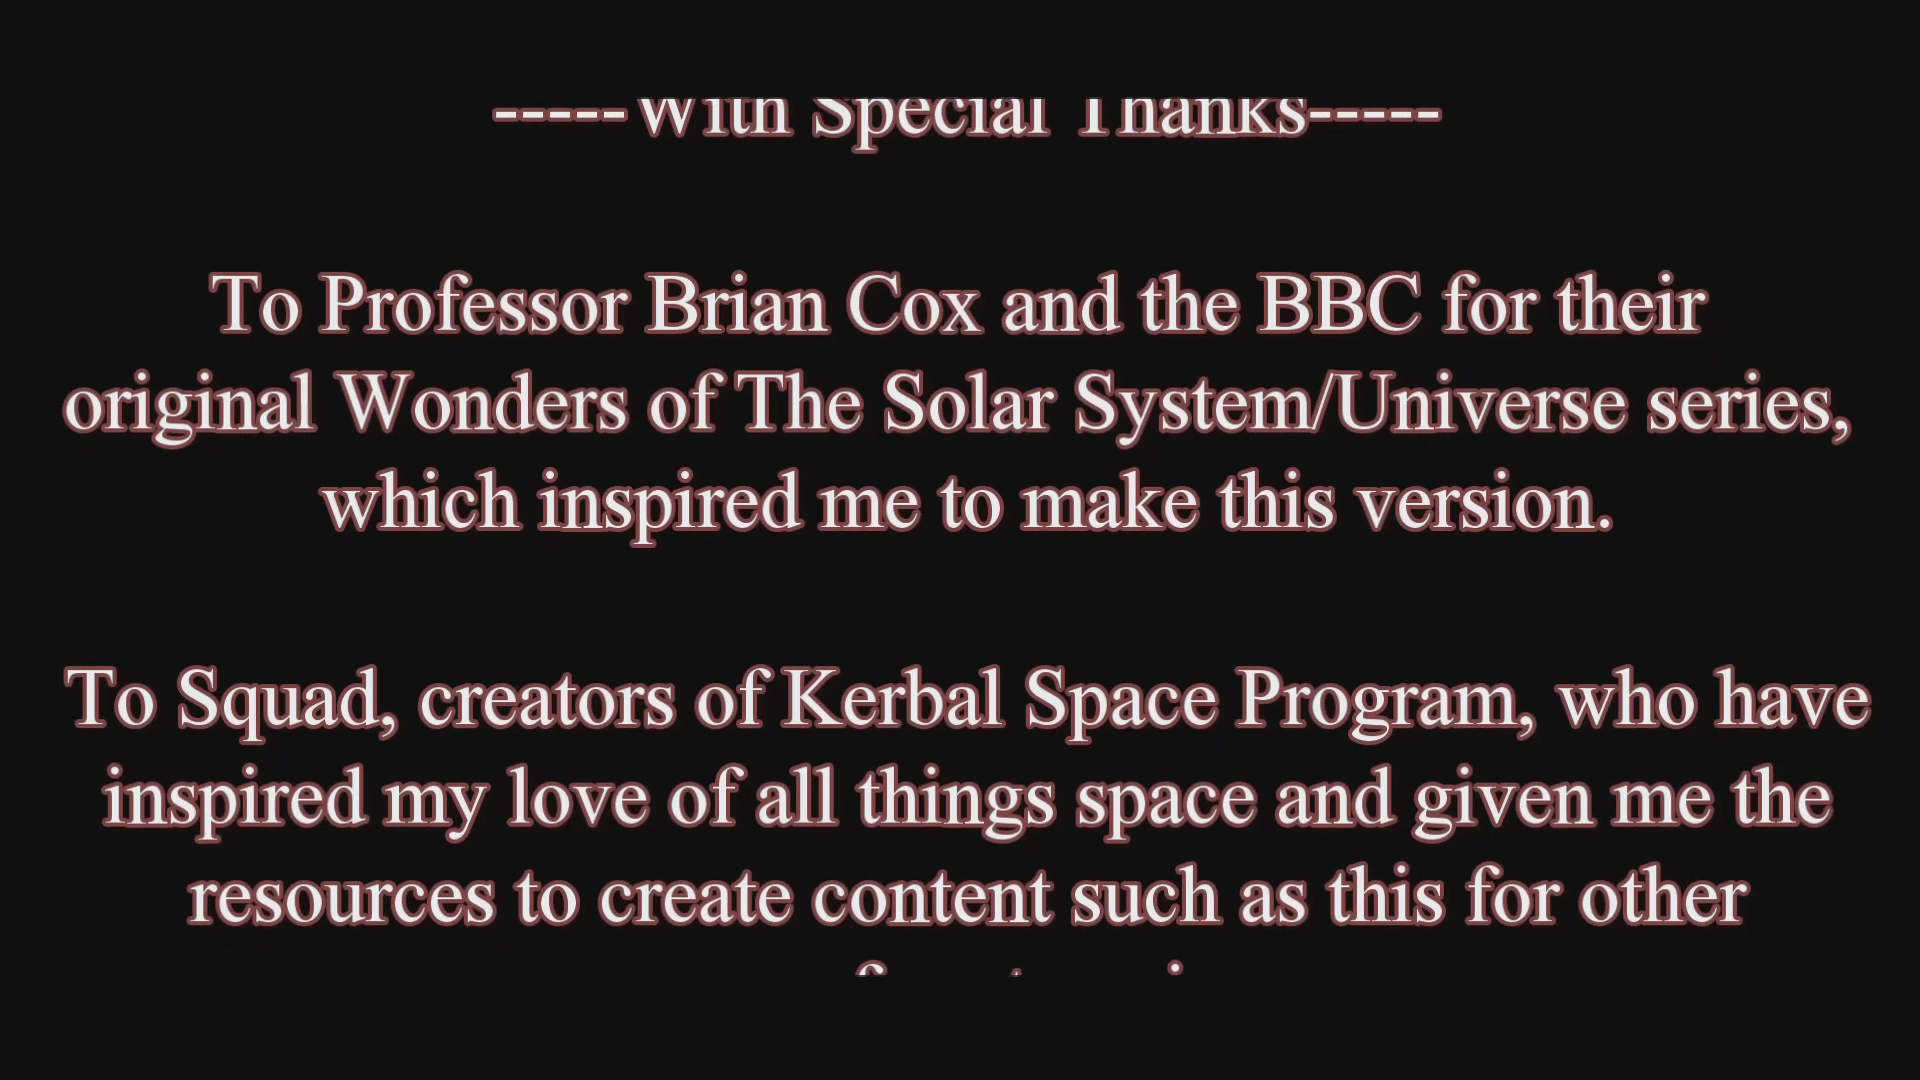 -----With Special Thanks-----
To Professor Brian Cox and the BBC for their
original Wonders of The Solar System/Universe series,
which inspired me to make this version.
To Squad, creators of Kerbal Space Program, who have
inspired my love of all things space and given me the
resources to create content such as this for other